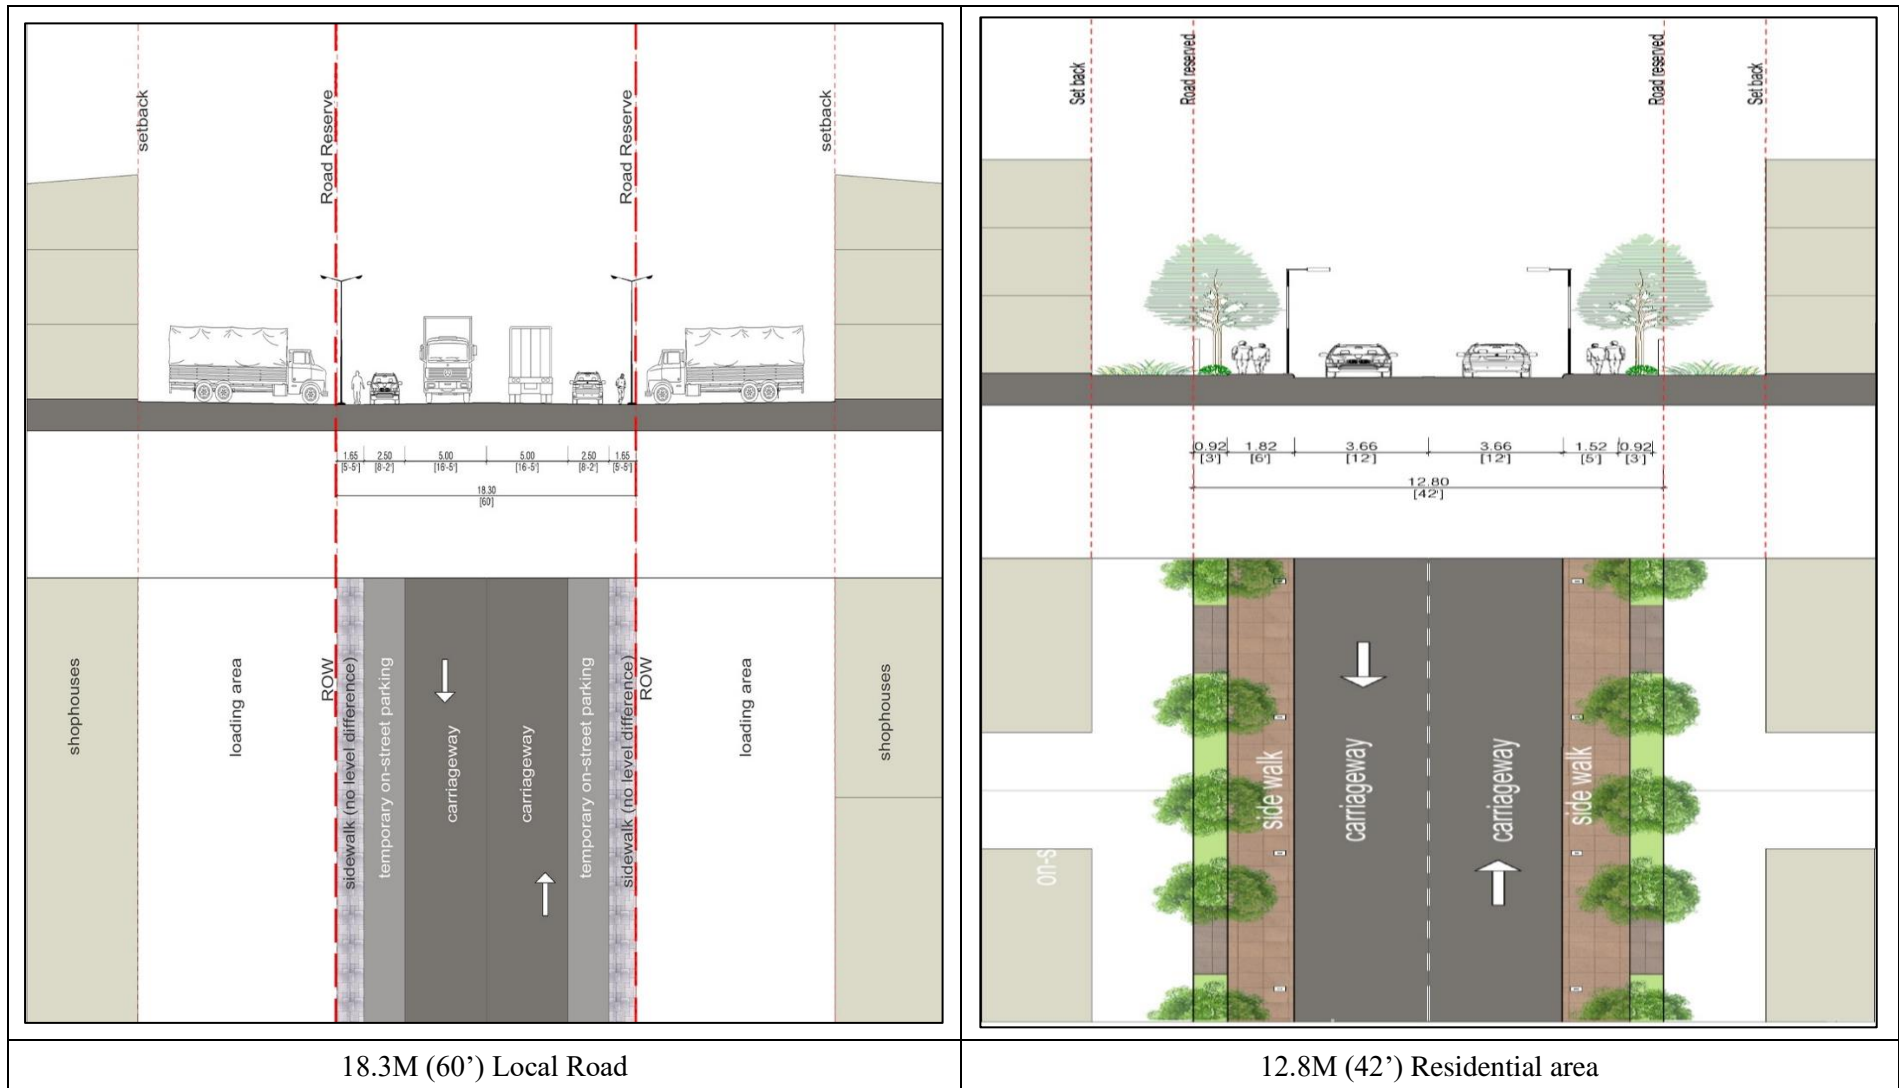 setback
Road Reserve
Road Reserve
setback
1.65
[5'-5"]
2.50
[8'-2"]
5.00
[16'-5"]
5.00
[16'-5"]
2.50
[8'-2"]
1.65
[5'-5"]
18.30
[60']
shophouses
loading area
ROW
sidewalk (no level difference)
temporary on-street parking
carriageway
carriageway
temporary on-street parking
sidewalk (no level difference)
ROW
loading area
shophouses
18.3M (60’) Local Road
Set back
Road reserved
Road reserved
Set back
0.92
[3']
1.82
[6']
3.66
[12']
3.66
[12']
1.52
[5']
0.92
[3']
12.80
[42']
on-s
side walk
carriageway
carriageway
side walk
12.8M (42’) Residential area